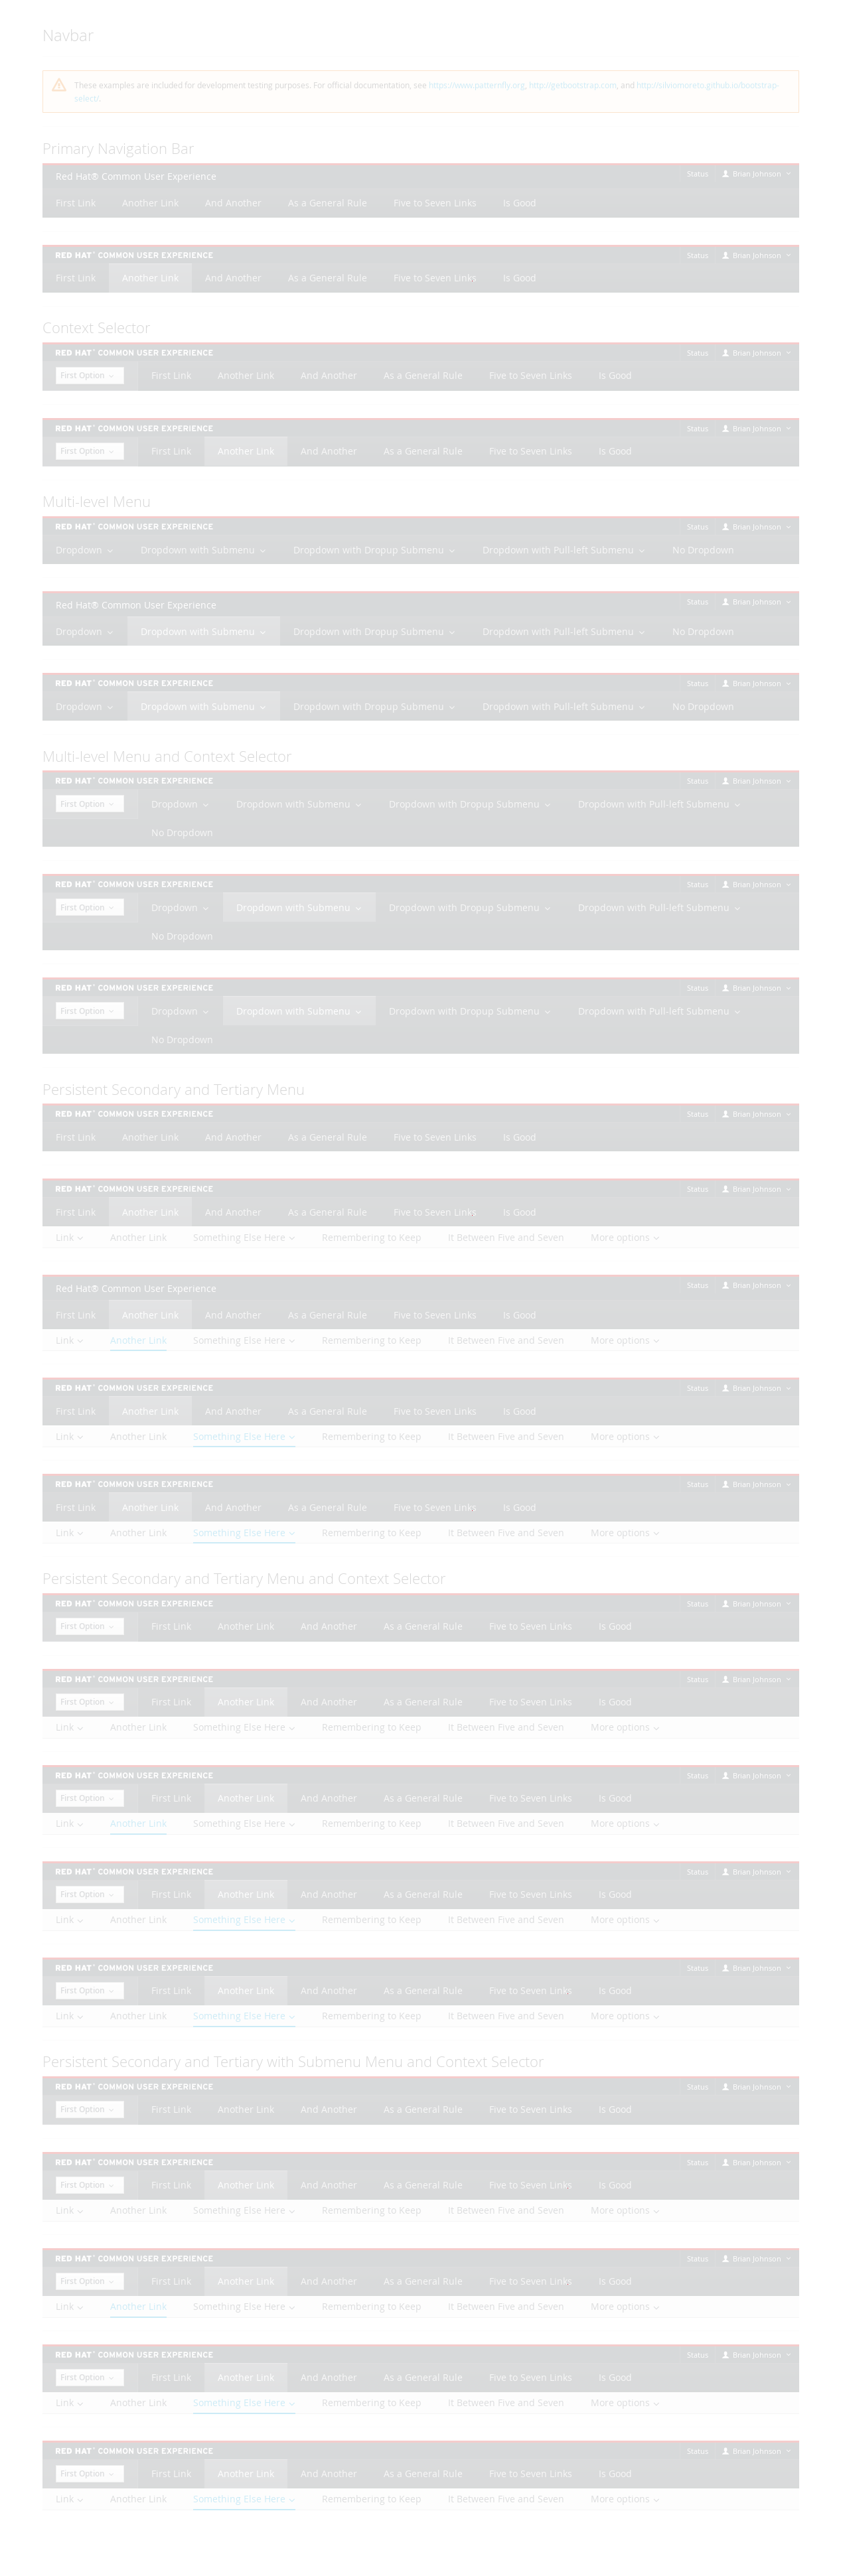 Navbar
These examples are included for development testing purposes. For official documentation, see https://www.patternfly.org, http://getbootstrap.com, and http://silviomoreto.github.io/bootstrap-
select/.
Primary Navigation Bar
Red Hat® Common User Experience Status Brian Johnson
First Link Another Link And Another As a General Rule Five to Seven Links Is Good
RED HAT® COMMON USER EXPERIENCE Status Brian Johnson
First Link Another Link And Another As a General Rule Five to Seven Links Is Good
Context Selector
RED HAT® COMMON USER EXPERIENCE Status Brian Johnson
First Option First Link Another Link And Another As a General Rule Five to Seven Links Is Good
RED HAT® COMMON USER EXPERIENCE Status Brian Johnson
First Option First Link Another Link And Another As a General Rule Five to Seven Links Is Good
Multi-level Menu
RED HAT® COMMON USER EXPERIENCE Status Brian Johnson
Dropdown Dropdown with Submenu Dropdown with Dropup Submenu Dropdown with Pull-left Submenu No Dropdown
Red Hat® Common User Experience Status Brian Johnson
Dropdown Dropdown with Submenu Dropdown with Dropup Submenu Dropdown with Pull-left Submenu No Dropdown
RED HAT® COMMON USER EXPERIENCE Status Brian Johnson
Dropdown Dropdown with Submenu Dropdown with Dropup Submenu Dropdown with Pull-left Submenu No Dropdown
Multi-level Menu and Context Selector
RED HAT® COMMON USER EXPERIENCE Status Brian Johnson
First Option Dropdown Dropdown with Submenu Dropdown with Dropup Submenu Dropdown with Pull-left Submenu
No Dropdown
RED HAT® COMMON USER EXPERIENCE Status Brian Johnson
First Option Dropdown Dropdown with Submenu Dropdown with Dropup Submenu Dropdown with Pull-left Submenu
No Dropdown
RED HAT® COMMON USER EXPERIENCE Status Brian Johnson
First Option Dropdown Dropdown with Submenu Dropdown with Dropup Submenu Dropdown with Pull-left Submenu
No Dropdown
Persistent Secondary and Tertiary Menu
RED HAT® COMMON USER EXPERIENCE Status Brian Johnson
First Link Another Link And Another As a General Rule Five to Seven Links Is Good
RED HAT® COMMON USER EXPERIENCE Status Brian Johnson
First Link Another Link And Another As a General Rule Five to Seven Links Is Good
Link Another Link Something Else Here Remembering to Keep It Between Five and Seven More options
Red Hat® Common User Experience Status Brian Johnson
First Link Another Link And Another As a General Rule Five to Seven Links Is Good
Link Another Link Something Else Here Remembering to Keep It Between Five and Seven More options
RED HAT® COMMON USER EXPERIENCE Status Brian Johnson
First Link Another Link And Another As a General Rule Five to Seven Links Is Good
Link Another Link Something Else Here Remembering to Keep It Between Five and Seven More options
RED HAT® COMMON USER EXPERIENCE Status Brian Johnson
First Link Another Link And Another As a General Rule Five to Seven Links Is Good
Link Another Link Something Else Here Remembering to Keep It Between Five and Seven More options
Persistent Secondary and Tertiary Menu and Context Selector
RED HAT® COMMON USER EXPERIENCE Status Brian Johnson
First Option First Link Another Link And Another As a General Rule Five to Seven Links Is Good
RED HAT® COMMON USER EXPERIENCE Status Brian Johnson
First Option First Link Another Link And Another As a General Rule Five to Seven Links Is Good
Link Another Link Something Else Here Remembering to Keep It Between Five and Seven More options
RED HAT® COMMON USER EXPERIENCE Status Brian Johnson
First Option First Link Another Link And Another As a General Rule Five to Seven Links Is Good
Link Another Link Something Else Here Remembering to Keep It Between Five and Seven More options
RED HAT® COMMON USER EXPERIENCE Status Brian Johnson
First Option First Link Another Link And Another As a General Rule Five to Seven Links Is Good
Link Another Link Something Else Here Remembering to Keep It Between Five and Seven More options
RED HAT® COMMON USER EXPERIENCE Status Brian Johnson
First Option First Link Another Link And Another As a General Rule Five to Seven Links Is Good
Link Another Link Something Else Here Remembering to Keep It Between Five and Seven More options
Persistent Secondary and Tertiary with Submenu Menu and Context Selector
RED HAT® COMMON USER EXPERIENCE Status Brian Johnson
First Option First Link Another Link And Another As a General Rule Five to Seven Links Is Good
RED HAT® COMMON USER EXPERIENCE Status Brian Johnson
First Option First Link Another Link And Another As a General Rule Five to Seven Links Is Good
Link Another Link Something Else Here Remembering to Keep It Between Five and Seven More options
RED HAT® COMMON USER EXPERIENCE Status Brian Johnson
First Option First Link Another Link And Another As a General Rule Five to Seven Links Is Good
Link Another Link Something Else Here Remembering to Keep It Between Five and Seven More options
RED HAT® COMMON USER EXPERIENCE Status Brian Johnson
First Option First Link Another Link And Another As a General Rule Five to Seven Links Is Good
Link Another Link Something Else Here Remembering to Keep It Between Five and Seven More options
RED HAT® COMMON USER EXPERIENCE Status Brian Johnson
First Option First Link Another Link And Another As a General Rule Five to Seven Links Is Good
Link Another Link Something Else Here Remembering to Keep It Between Five and Seven More options